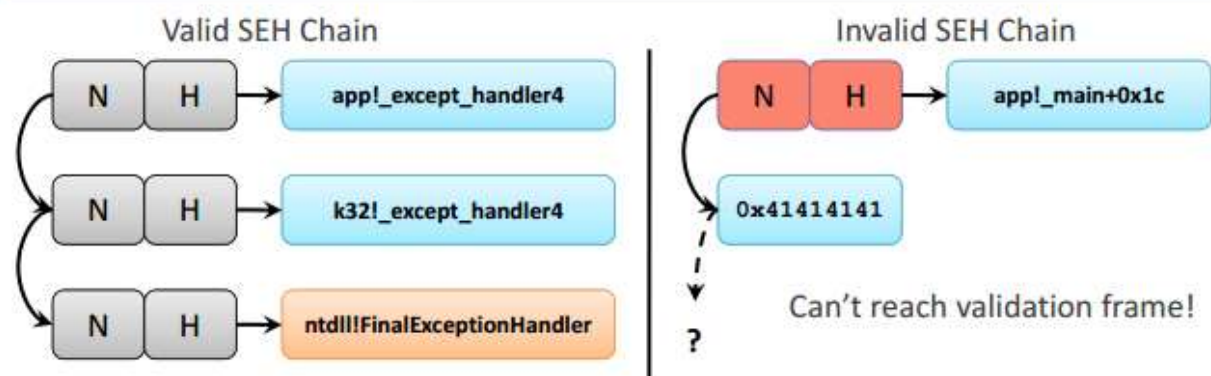 Valid SEH Chain
N H app!_except_handler4
N H k32!_except_handler4
N H ntdll!FinalExceptionHandler
Invalid SEH Chain
N H app!_main+0x1c
0x41414141
Can't reach validation frame!
?